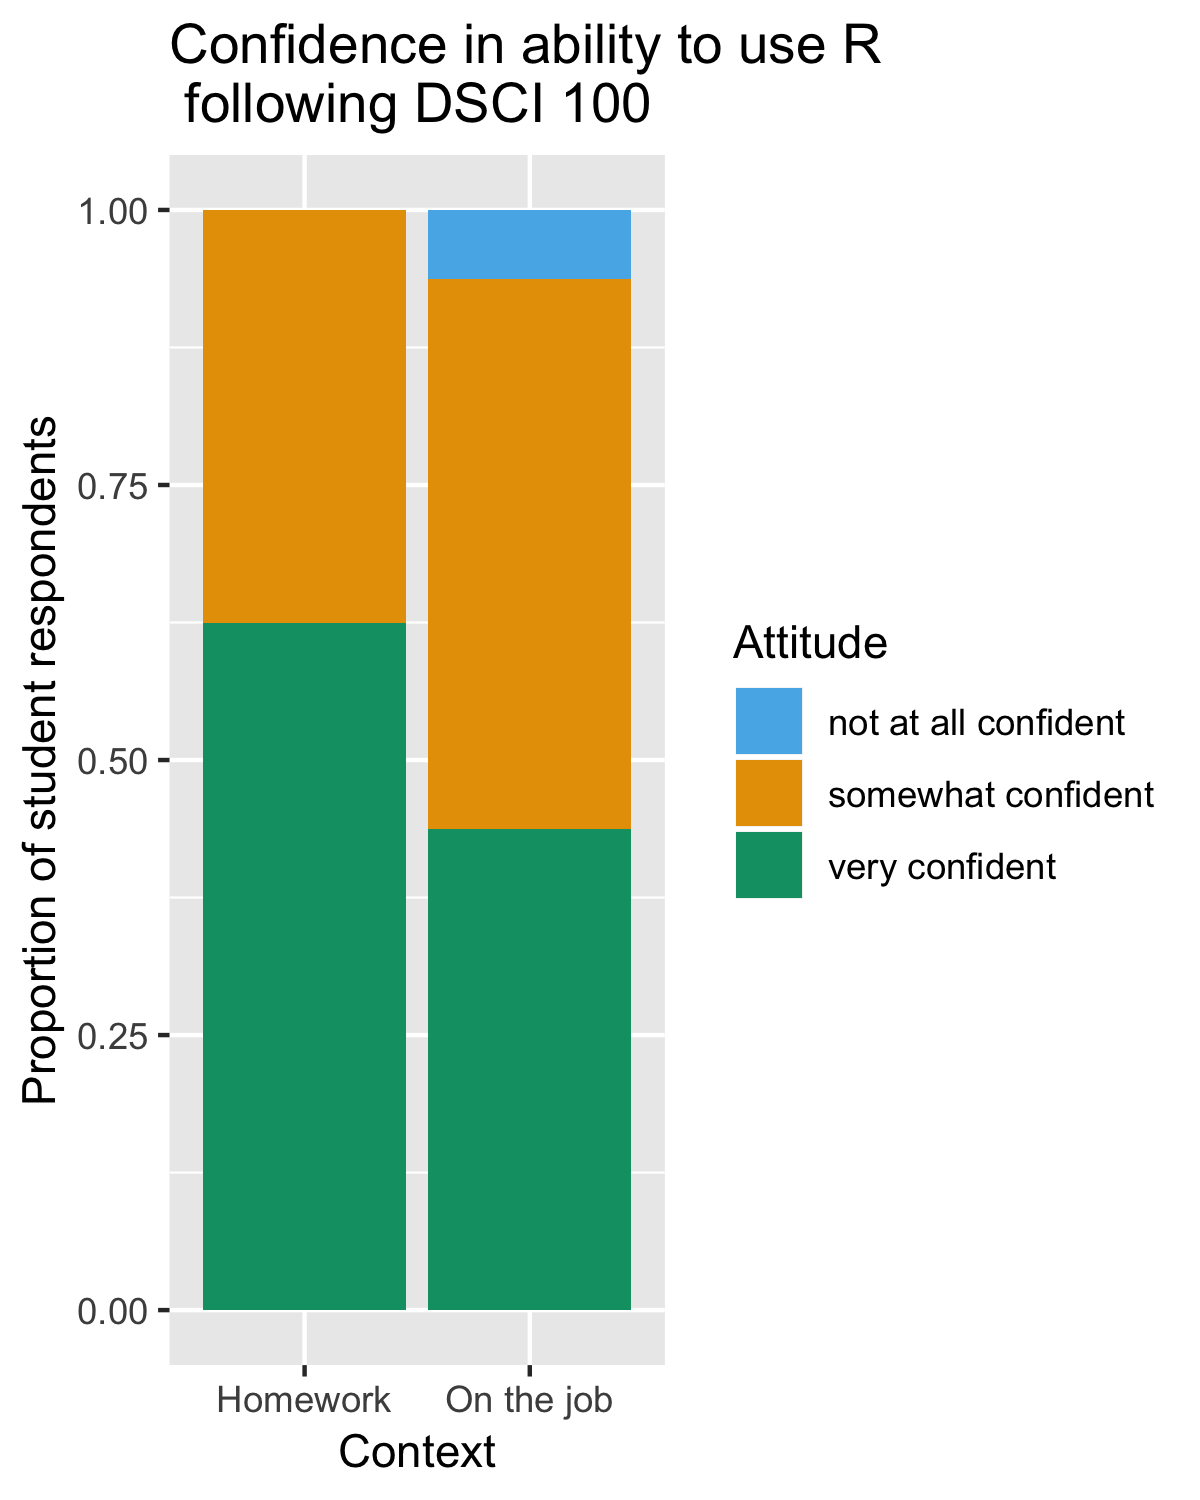 Confidence in ability to use R
following DSCI 100
Proportion of student respondents
1.00
0.75
0.50
0.25
0.00
Homework
On the job
Context
Attitude
not at all confident
somewhat confident
very confident